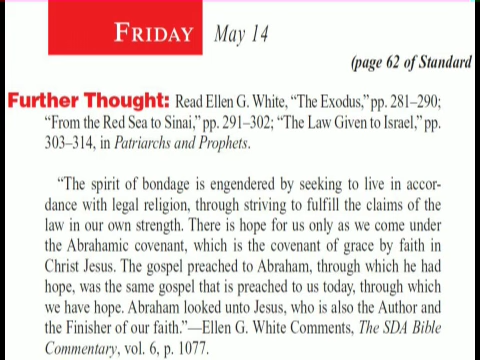 FRIDAY May 14
(page 62 of Standard
Further Thought: Read Ellen G. White, “The Exodus,” pp. 281–290;
“From the Red Sea to Sinai,” pp. 291–302; “The Law Given to Israel,” pp.
303–314, in Patriarchs and Prophets.
“The spirit of bondage is engendered by seeking to live in accor-
dance with legal religion, through striving to fulfill the claims of the
law in our own strength. There is hope for us only as we come under
the Abrahamic covenant, which is the covenant of grace by faith in
Christ Jesus. The gospel preached to Abraham, through which he had
hope, was the same gospel that is preached to us today, through which
we have hope. Abraham looked unto Jesus, who is also the Author and
the Finisher of our faith.”—Ellen G. White Comments, The SDA Bible
Commentary, vol. 6, p. 1077.